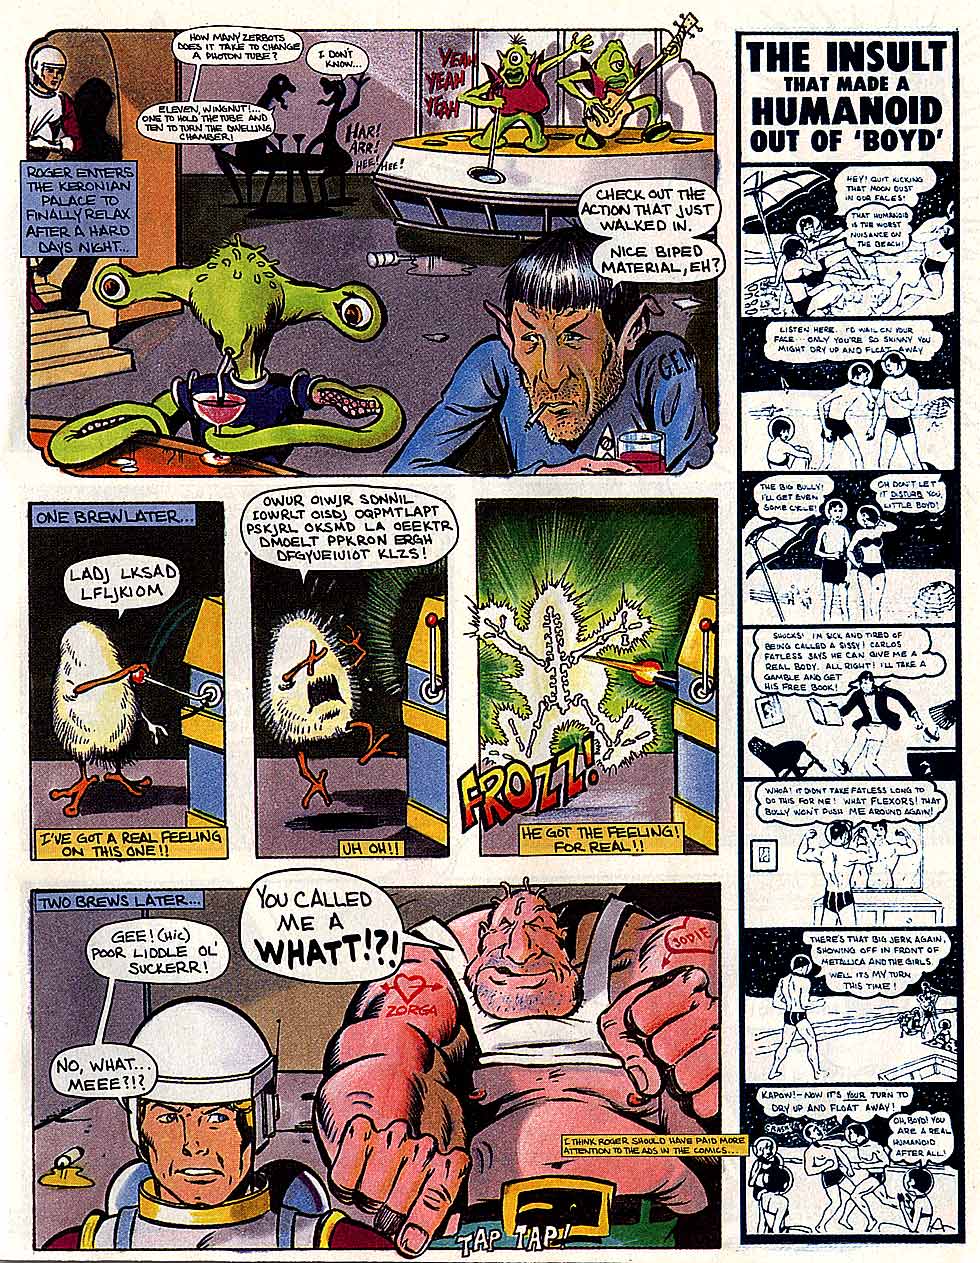 HOW MANY ZERBOTS
DOES IT TAKE TO CHANGE
A PHOTON TUBE?
I DON'T
KNOW...
ELEVEN, WINGNUT!...
ONE TO HOLD THE TUBE AND
TEN TO TURN THE DWELLING
CHAMBER!
HAR!
ARR!
HEE!
HEE!
YEAH
YEAH
YEAH
ROGER ENTERS
THE KERONIAN
PALACE TO
FINALLY RELAX
AFTER A HARD
DAYS NIGHT...
CHECK OUT THE
ACTION THAT JUST
WALKED IN.
NICE BIPED
MATERIAL, EH?
G.E.N
ONE BREW LATER...
LADJ LKSAD
LFLJKIOM
I'VE GOT A REAL FEELING
ON THIS ONE!!
OWUR OIWJR SDNNIL
IOWRLT OISDJ OQPMTLAPT
PSKJRL OKSMD LA OEEKTR
DMOELT PPKRON ERGH
DFGYUEIUIOT KLZS!
UH OH!!
FROZZ!
HE GOT THE FEELING!
FOR REAL!!
TWO BREWS LATER...
GEE! (HIC)
POOR LIDDLE OL'
SUCKERR!
YOU CALLED
ME A
WHATT!?!
NO, WHAT...
MEEE?!?
ZORGA
JODIE
I THINK ROGER SHOULD HAVE PAID MORE
ATTENTION TO THE ADS IN THE COMICS...
TAP TAP!!
THE INSULT
THAT MADE A
HUMANOID
OUT OF 'BOYD'
HEY! QUIT KICKING
THAT MOON DUST
IN OUR FACES!
THAT HUMANOID
IS THE WORST
NUISANCE ON
THE BEACH!
LISTEN HERE. I'D WAIL ON YOUR
FACE... ONLY YOU'RE SO SKINNY YOU
MIGHT DRY UP AND FLOAT AWAY
THE BIG BULLY!
I'LL GET EVEN
SOME CYCLE!
OH DON'T LET
IT DISTURB YOU,
LITTLE BOYD!
SHUCKS! I'M SICK AND TIRED OF
BEING CALLED A SISSY! CARLOS
FATLESS SAYS HE CAN GIVE ME A
REAL BODY. ALL RIGHT! I'LL TAKE A
GAMBLE AND GET
HIS FREE BOOK!
WHOA! IT DIDN'T TAKE FATLESS LONG TO
DO THIS FOR ME! WHAT FLEXORS! THAT
BULLY WON'T PUSH ME AROUND AGAIN!
THERE'S THAT BIG JERK AGAIN,
SHOWING OFF IN FRONT OF
METALLICA AND THE GIRLS.
WELL ITS MY TURN
THIS TIME!
KAPOW!- NOW IT'S YOUR TURN TO
DRY UP AND FLOAT AWAY!
OH, BOYD! YOU
ARE A REAL
HUMANOID
AFTER ALL!